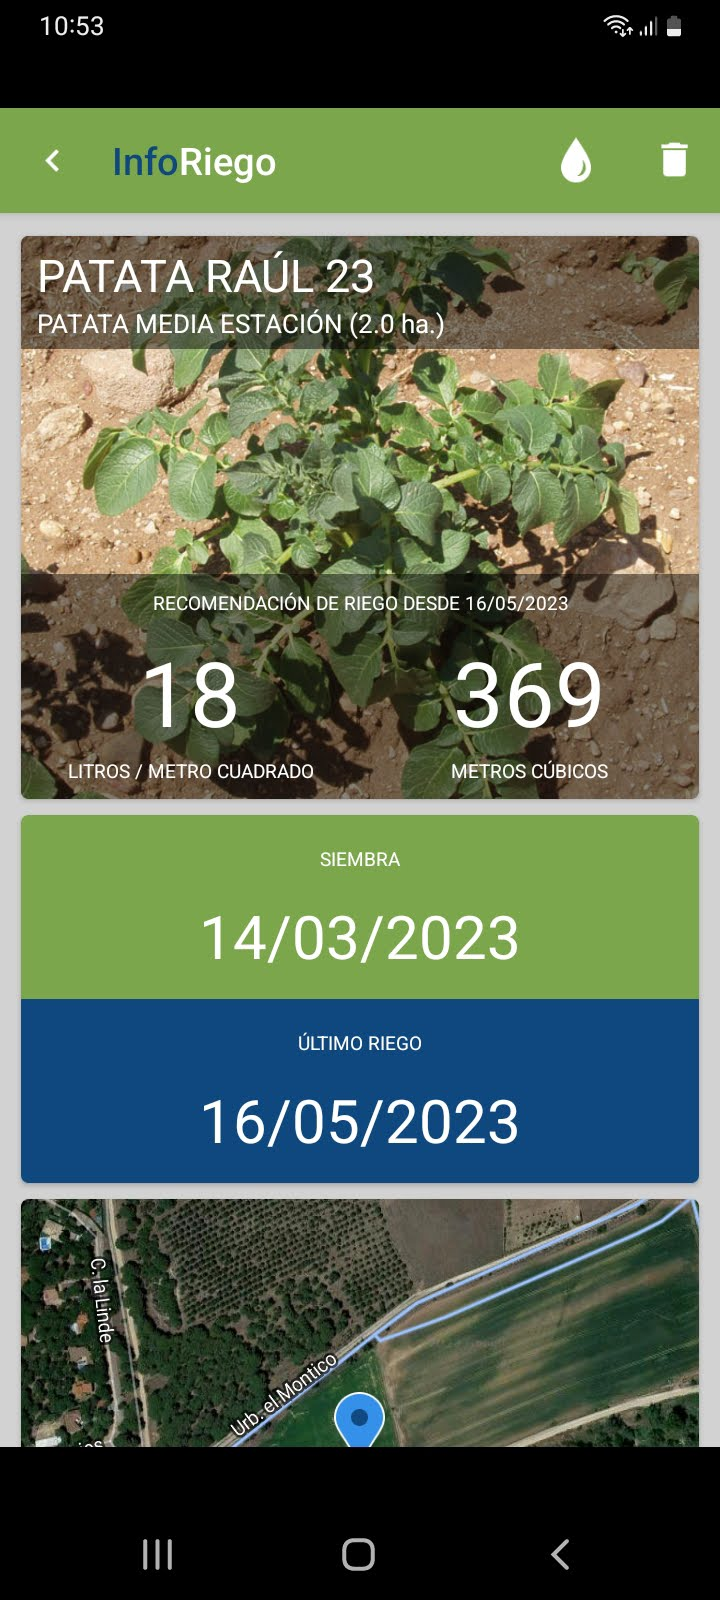 10:53
InfoRiego
PATATA RAÚL 23
PATATA MEDIA ESTACIÓN (2.0 ha.)
RECOMENDACIÓN DE RIEGO DESDE 16/05/2023
18 369
LITROS / METRO CUADRADO METROS CÚBICOS
SIEMBRA
14/03/2023
ÚLTIMO RIEGO
16/05/2023
C. la Linde
Urb. el Montico